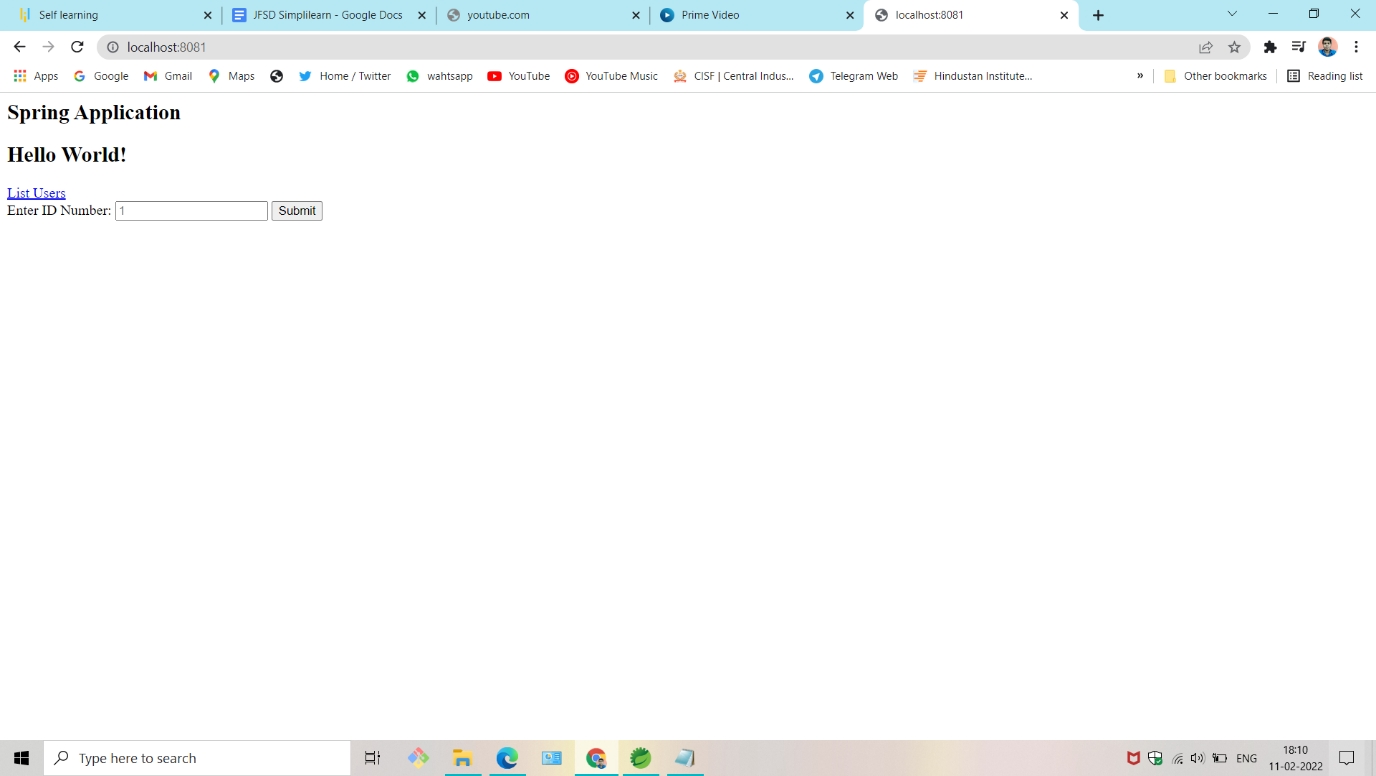 Self learning
JFSD Simplilearn - Google Docs
youtube.com
Prime Video
localhost:8081
localhost:8081
Apps Google Gmail Maps Home / Twitter wahtsapp YouTube YouTube Music CISF | Central Indus... Telegram Web Hindustan Institute... » Other bookmarks Reading list
Spring Application
Hello World!
List Users
Enter ID Number: 1 Submit
Type here to search
ENG
18:10
11-02-2022